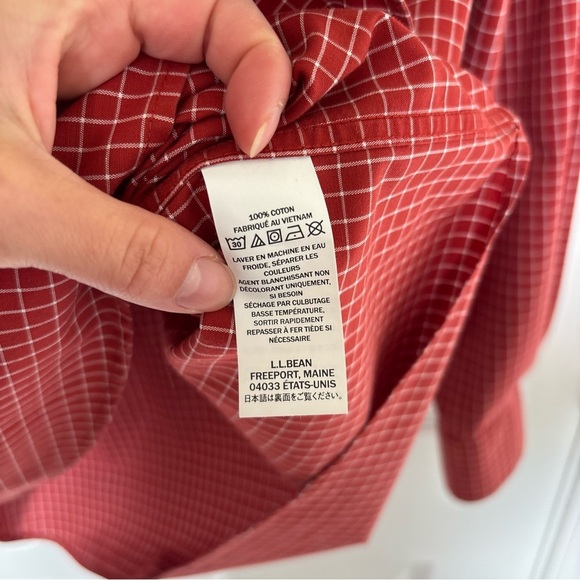 100% COTON
FABRIQUÉ AU VIETNAM
30
LAVER EN MACHINE EN EAU
FROIDE, SÉPARER LES
COULEURS
AGENT BLANCHISSANT NON
DÉCOLORANT UNIQUEMENT,
SI BESOIN
SÉCHAGE PAR CULBUTAGE
BASSE TEMPÉRATURE,
SORTIR RAPIDEMENT
REPASSER À FER TIÈDE SI
NÉCESSAIRE
L.L.BEAN
FREEPORT, MAINE
04033 ÉTATS-UNIS
日本語は裏面をご覧ください。